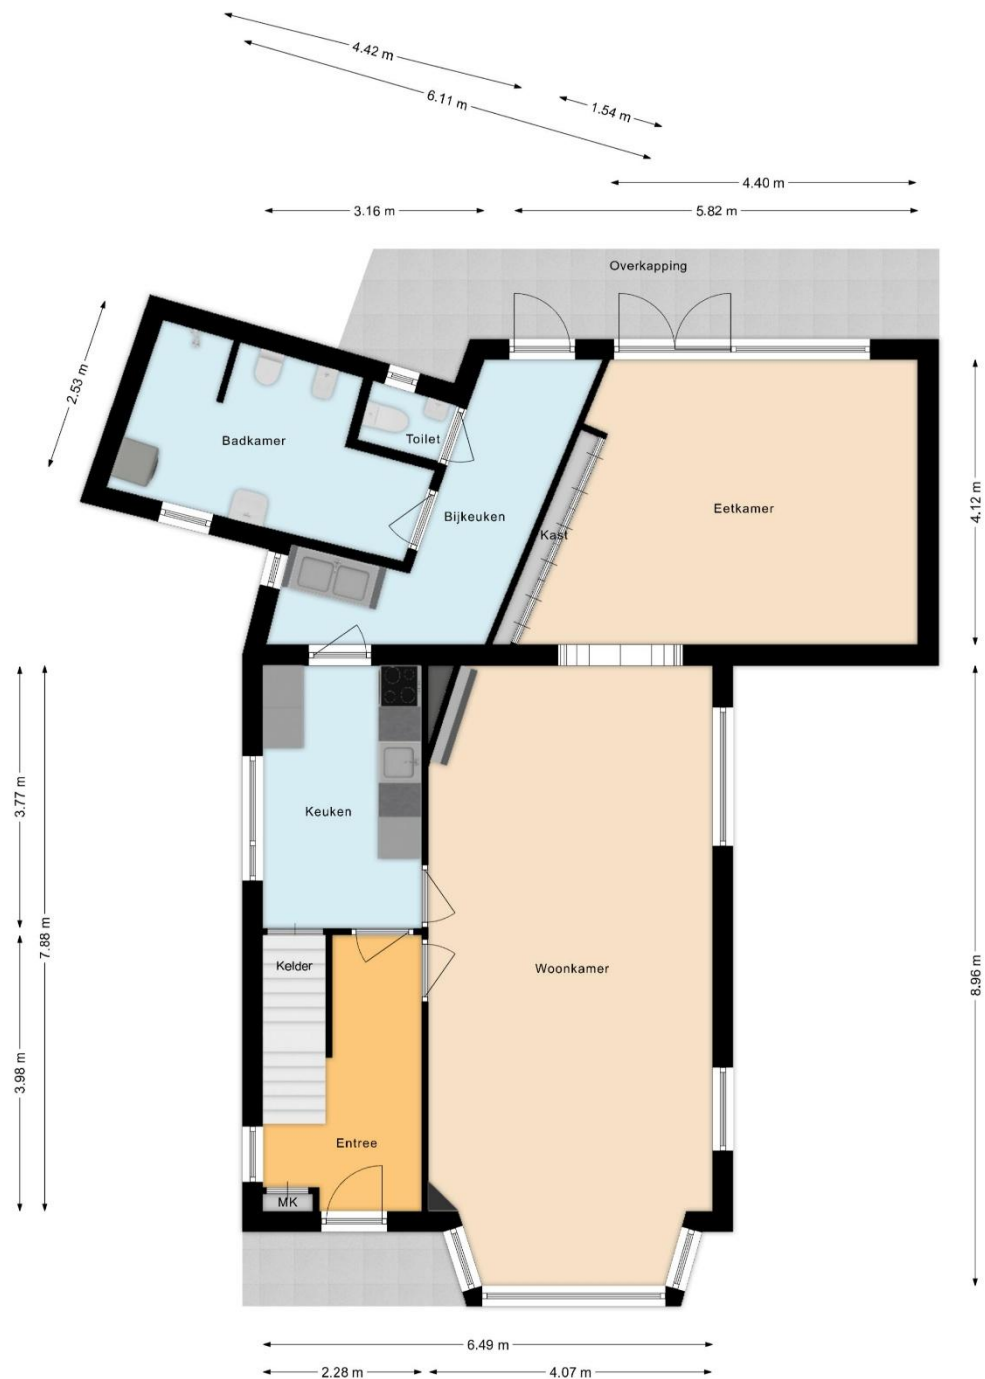 4.42 m
6.11 m
1.54 m
4.40 m
3.16 m
5.82 m
Overkapping
2.53 m
Badkamer
Toilet
Bijkeuken
Kast
Eetkamer
4.12 m
Keuken
3.77 m
7.88 m
Kelder
Woonkamer
8.96 m
3.98 m
Entree
MK
6.49 m
2.28 m
4.07 m